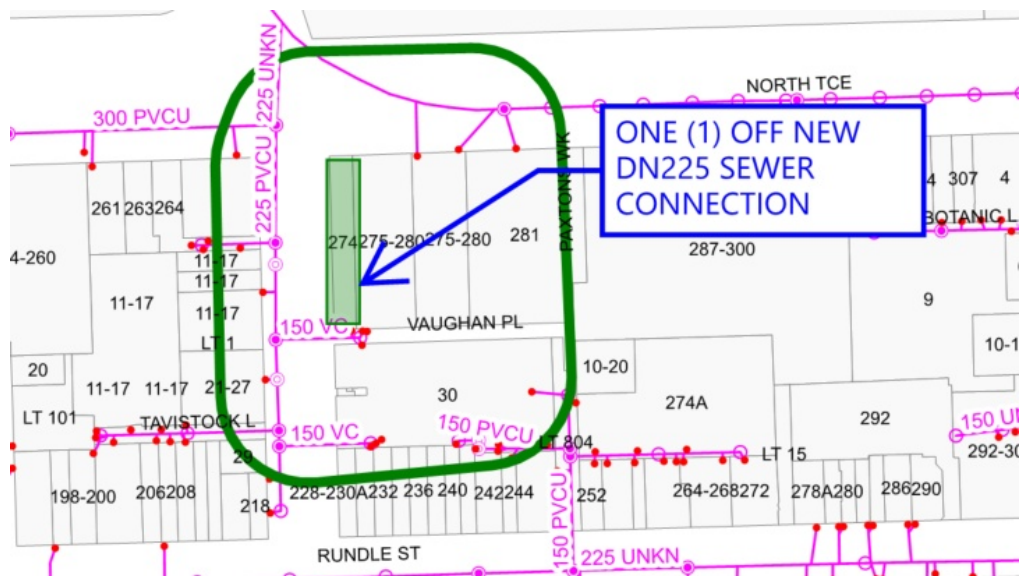 225 UNKN
NORTH TCE
300 PVCU
ONE (1) OFF NEW
DN225 SEWER
CONNECTION
225 PVCU
PAXTONS WK
261
263
264
4
307
4
BOTANIC L
4-260
274
275-280
275-280
281
287-300
11-17
11-17
11-17
11-17
9
150 VC
VAUGHAN PL
LT 1
10-1
20
10-20
11-17
11-17
21-27
30
274A
LT 101
TAVISTOCK L
292
150 UN
150 VC
150 PVCU
LT 804
LT 15
292-30
29
198-200
206
208
218
228-230A
232
236
240
242
244
252
264-268
272
278A
280
286
290
150 PVCU
RUNDLE ST
225 UNKN